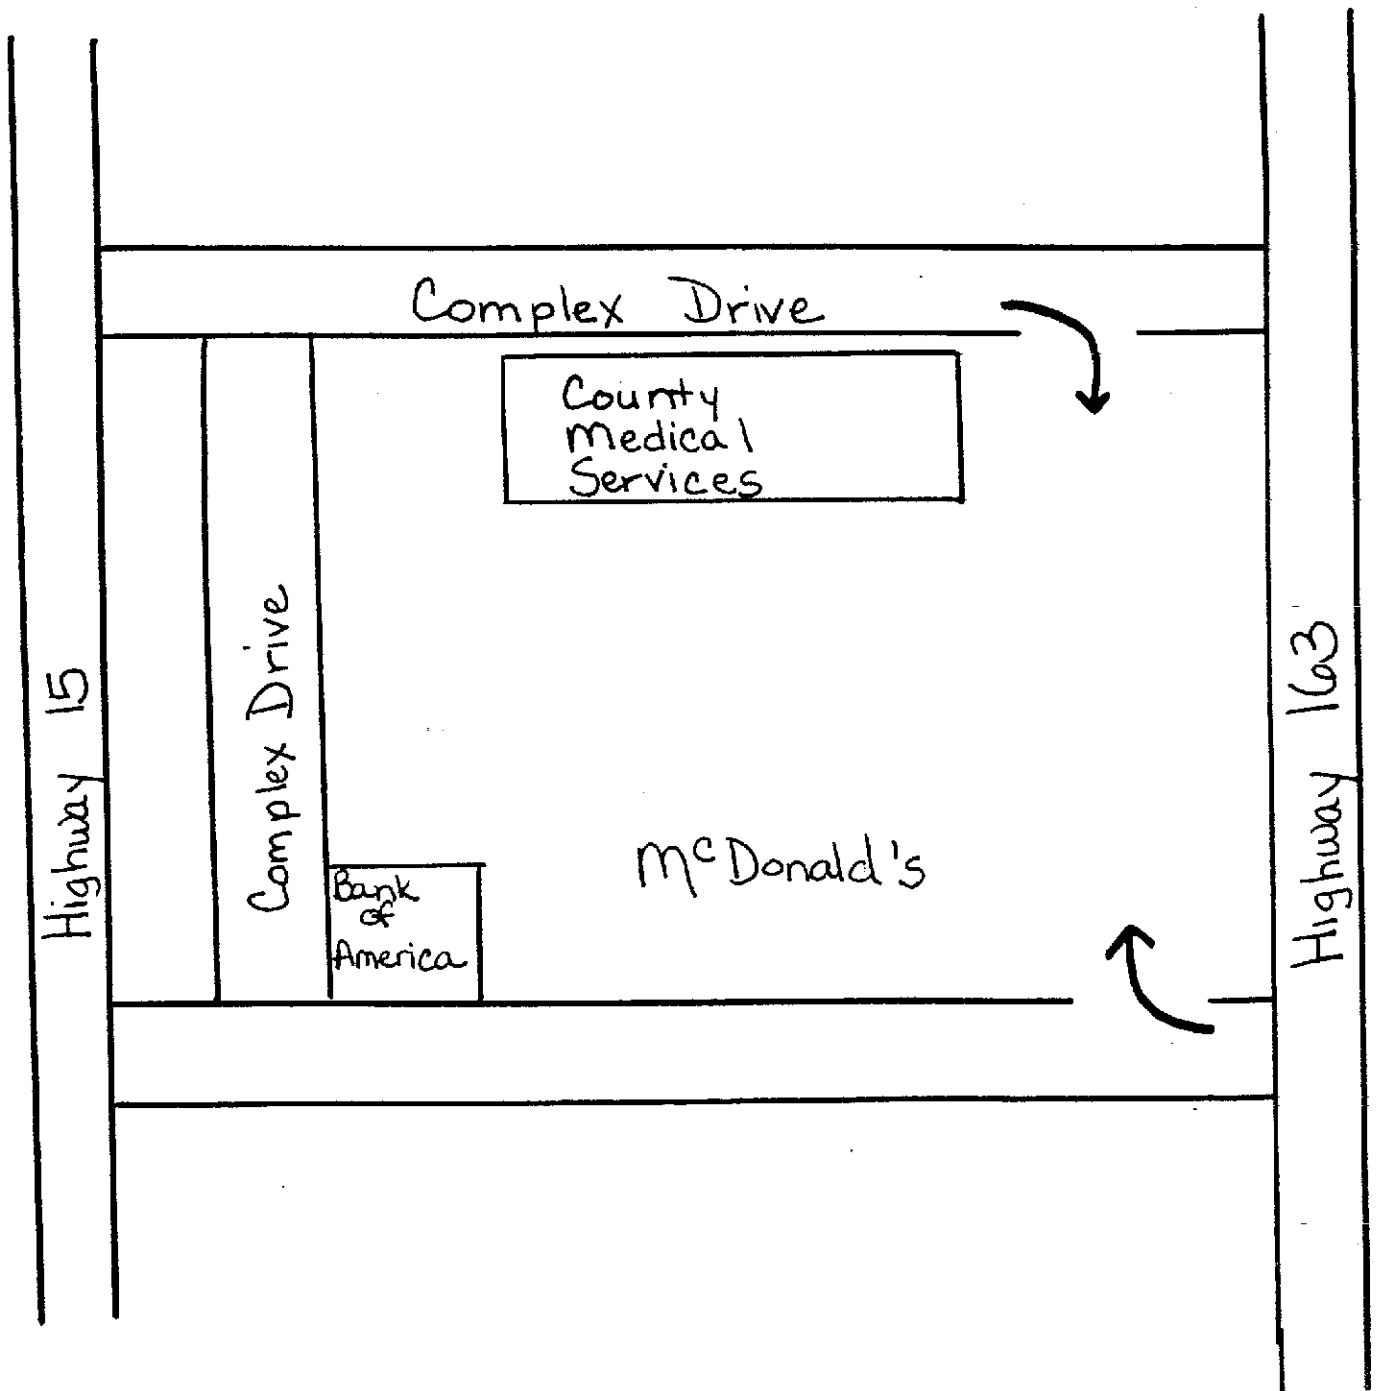 Complex Drive
County
Medical
Services
Highway 15
Complex Drive
Highway 163
McDonald's
Bank
of
America